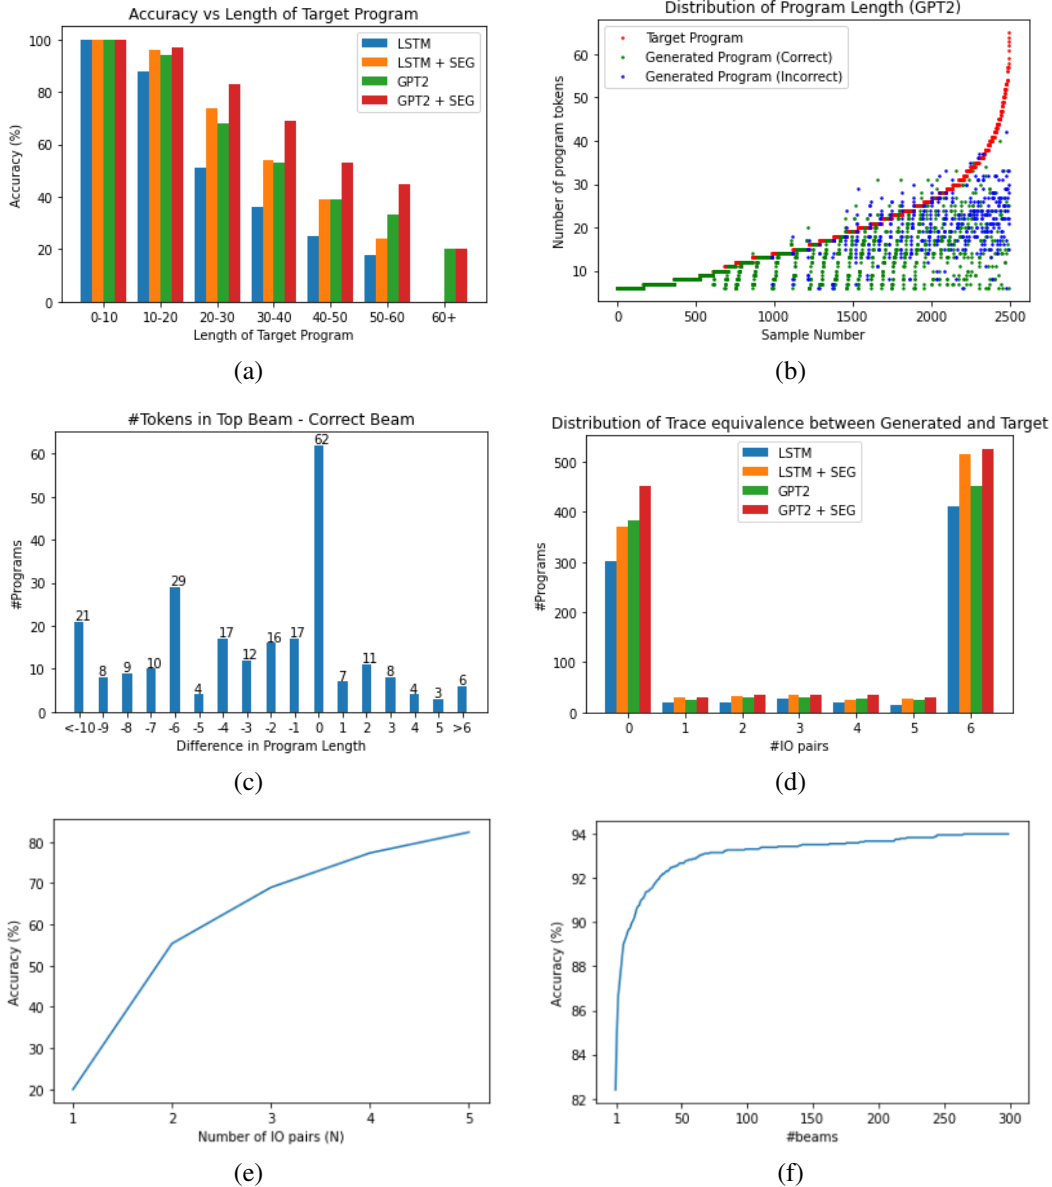 Accuracy vs Length of Target Program
100
80
60
40
20
0
Accuracy (%)
LSTM
LSTM + SEG
GPT2
GPT2 + SEG
0-10 10-20 20-30 30-40 40-50 50-60 60+
Length of Target Program
(a)
Distribution of Program Length (GPT2)
60
50
40
30
20
10
Number of program tokens
Target Program
Generated Program (Correct)
Generated Program (Incorrect)
0 500 1000 1500 2000 2500
Sample Number
(b)
#Tokens in Top Beam - Correct Beam
60
50
40
30
20
10
0
#Programs
21 8 9 10 29 4 17 12 16 17 62 7 11 8 4 3 6
<-10 -9 -8 -7 -6 -5 -4 -3 -2 -1 0 1 2 3 4 5 >6
Difference in Program Length
(c)
Distribution of Trace equivalence between Generated and Target
500
400
300
200
100
0
#Programs
LSTM
LSTM + SEG
GPT2
GPT2 + SEG
0 1 2 3 4 5 6
#IO pairs
(d)
80
70
60
50
40
30
20
Accuracy (%)
1 2 3 4 5
Number of IO pairs (N)
(e)
94
92
90
88
86
84
82
Accuracy (%)
1 50 100 150 200 250 300
#beams
(f)